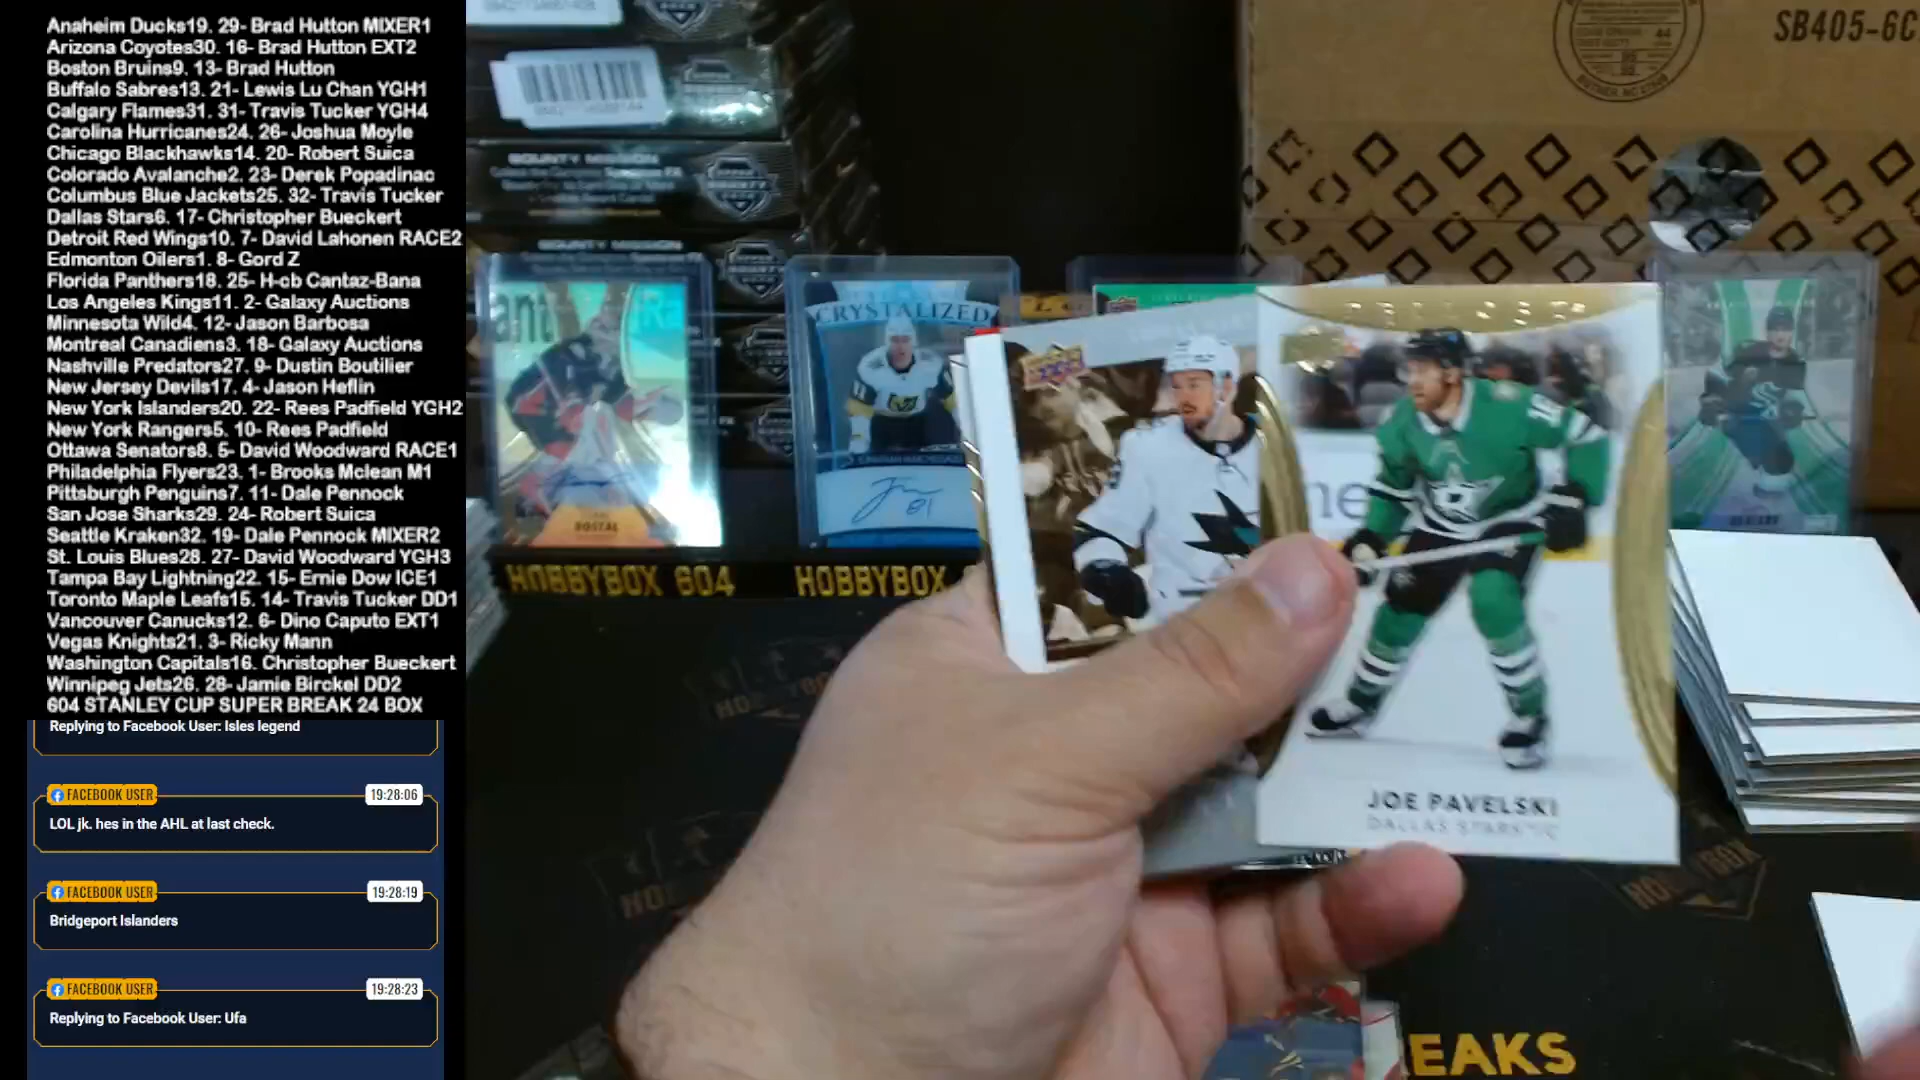 Anaheim Ducks19. 29- Brad Hutton MIXER1
Arizona Coyotes30. 16- Brad Hutton EXT2
Boston Bruins9. 13- Brad Hutton
Buffalo Sabres13. 21- Lewis Lu Chan YGH1
Calgary Flames31. 31- Travis Tucker YGH4
Carolina Hurricanes24. 26- Joshua Moyle
Chicago Blackhawks14. 20- Robert Suica
Colorado Avalanche2. 23- Derek Popadinac
Columbus Blue Jackets25. 32- Travis Tucker
Dallas Stars6. 17- Christopher Bueckert
Detroit Red Wings10. 7- David Lahonen RACE2
Edmonton Oilers1. 8- Gord Z
Florida Panthers18. 25- H-cb Cantaz-Bana
Los Angeles Kings11. 2- Galaxy Auctions
Minnesota Wild4. 12- Jason Barbosa
Montreal Canadiens3. 18- Galaxy Auctions
Nashville Predators27. 9- Dustin Boutilier
New Jersey Devils17. 4- Jason Heflin
New York Islanders20. 22- Rees Padfield YGH2
New York Rangers5. 10- Rees Padfield
Ottawa Senators8. 5- David Woodward RACE1
Philadelphia Flyers23. 1- Brooks Mclean M1
Pittsburgh Penguins7. 11- Dale Pennock
San Jose Sharks29. 24- Robert Suica
Seattle Kraken32. 19- Dale Pennock MIXER2
St. Louis Blues28. 27- David Woodward YGH3
Tampa Bay Lightning22. 15- Ernie Dow ICE1
Toronto Maple Leafs15. 14- Travis Tucker DD1
Vancouver Canucks12. 6- Dino Caputo EXT1
Vegas Knights21. 3- Ricky Mann
Washington Capitals16. Christopher Bueckert
Winnipeg Jets26. 28- Jamie Birckel DD2
604 STANLEY CUP SUPER BREAK 24 BOX
Replying to Facebook User: Isles legend
FACEBOOK USER 19:28:06
LOL jk. hes in the AHL at last check.
FACEBOOK USER 19:28:19
Bridgeport Islanders
FACEBOOK USER 19:28:23
Replying to Facebook User: Ufa
SB405-6C
BOUNTY MISSION
BOUNTY MISSION
CRYSTALIZED
81
HOBBYBOX 604
HOBBYBOX
JOE PAVELSKI
DALLAS STARS
EAKS